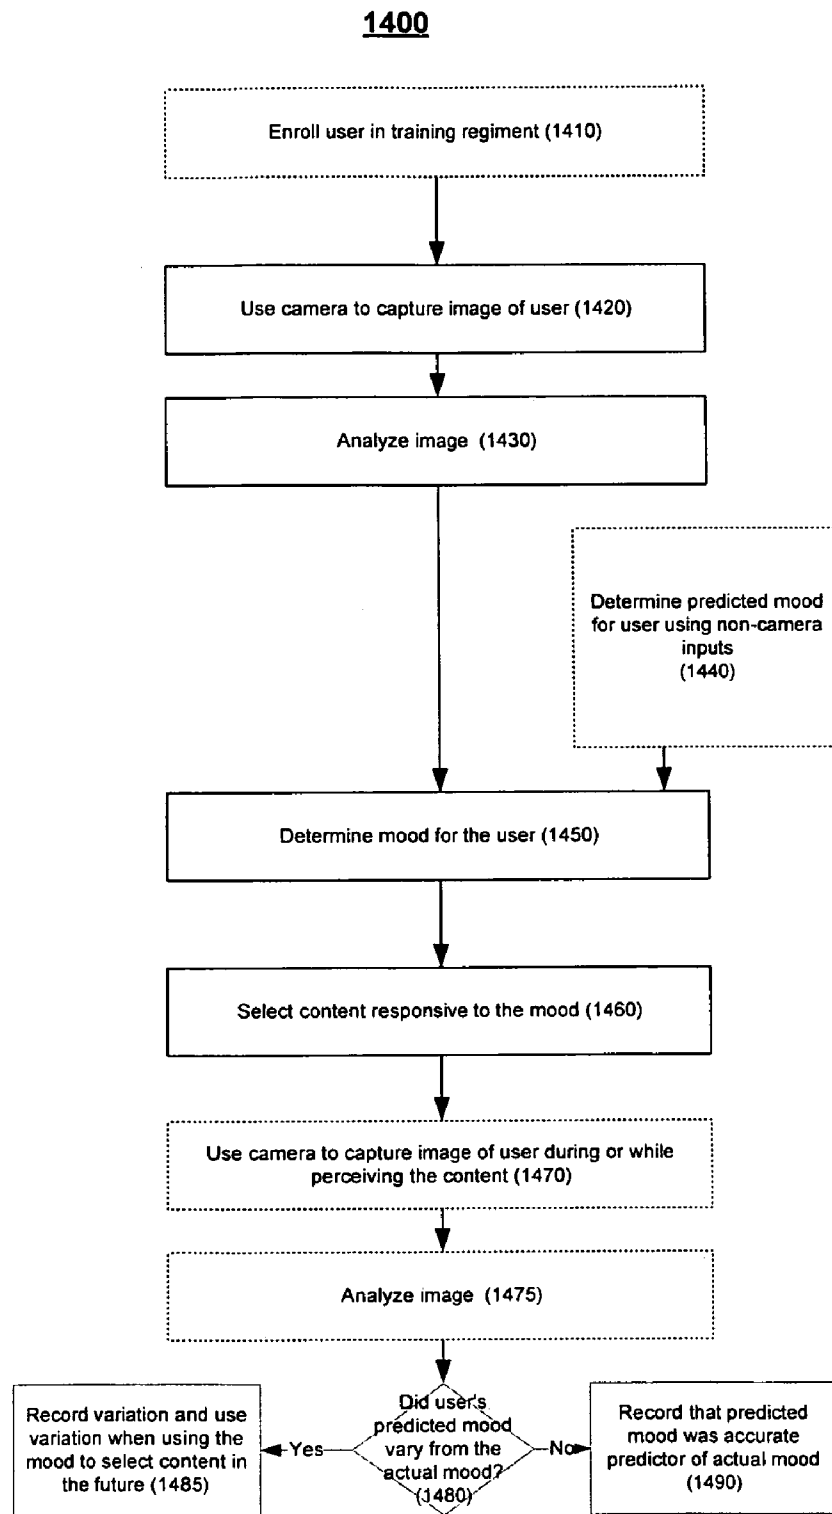 1400
Enroll user in training regiment (1410)
Use camera to capture image of user (1420)
Analyze image (1430)
Determine predicted mood
for user using non-camera
inputs
(1440)
Determine mood for the user (1450)
Select content responsive to the mood (1460)
Use camera to capture image of user during or while
perceiving the content (1470)
Analyze image (1475)
Record variation and use
variation when using the
mood to select content in
the future (1485)
Yes
Did user's
predicted mood
vary from the
actual mood?
(1480)
No
Record that predicted
mood was accurate
predictor of actual mood
(1490)